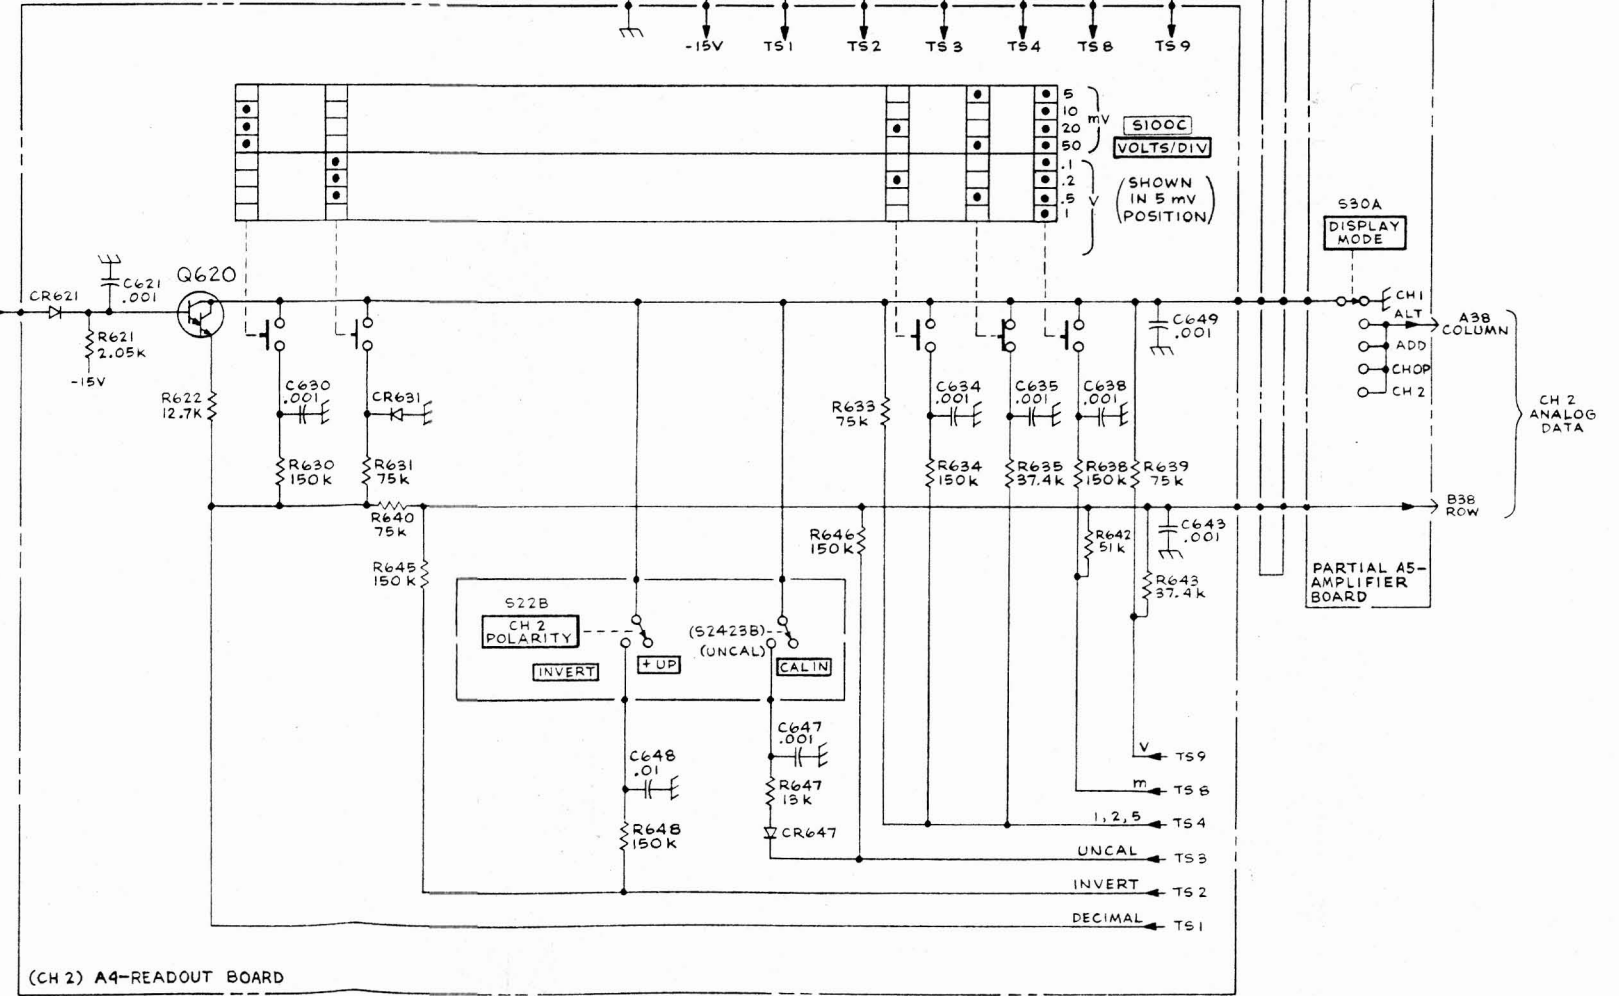 -15V TS1 TS2 TS3 TS4 TS8 TS9
5
10
20
50
mV
.1
.2
.5
1
V
S100C
VOLTS/DIV
(SHOWN
IN 5 mV
POSITION)
S30A
DISPLAY
MODE
CH1
ALT
ADD
CHOP
CH 2
A38
COLUMN
CH 2
ANALOG
DATA
B38
ROW
CR621
C621
.001
Q620
R621
2.05K
-15V
R622
12.7K
C630
.001
CR631
R630
150K
R631
75K
R640
75K
R645
150K
R633
75K
C634
.001
C635
.001
C638
.001
C649
.001
R634
150K
R635
37.4K
R638
150K
R639
75K
R646
150K
R642
51K
C643
.001
R643
37.4K
PARTIAL A5-
AMPLIFIER
BOARD
S22B
CH 2
POLARITY
INVERT
+UP
(S2423B)
(UNCAL)
CAL IN
C648
.01
R648
150K
C647
.001
R647
13K
CR647
V TS9
m TS8
1,2,5 TS4
UNCAL TS3
INVERT TS2
DECIMAL TS1
(CH 2) A4-READOUT BOARD